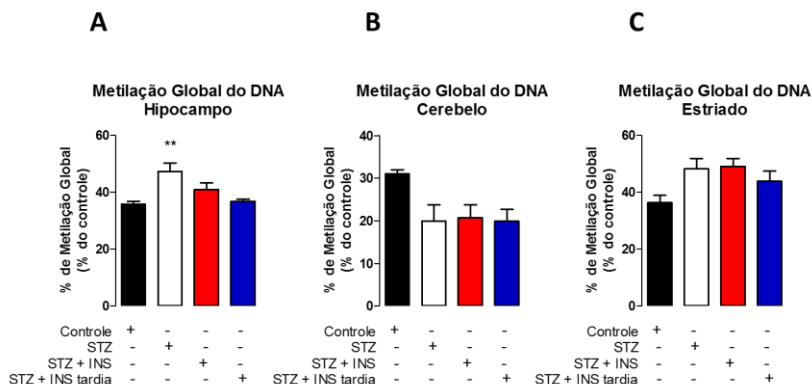 A
B
C
Metilação Global do DNA
Hipocampo
% de Metilação Global
(% do controle)
60
40
20
0
**
Metilação Global do DNA
Cerebelo
% de Metilação Global
(% do controle)
40
30
20
10
0
Metilação Global do DNA
Estriado
% de Metilação Global
(% do controle)
60
40
20
0
Controle + - - -
STZ - + - -
STZ + INS - - + -
STZ + INS tardia - - - +
Controle + - - -
STZ - + - -
STZ + INS - - + -
STZ + INS tardia - - - +
Controle + - - -
STZ - + - -
STZ + INS - - + -
STZ + INS tardia - - - +